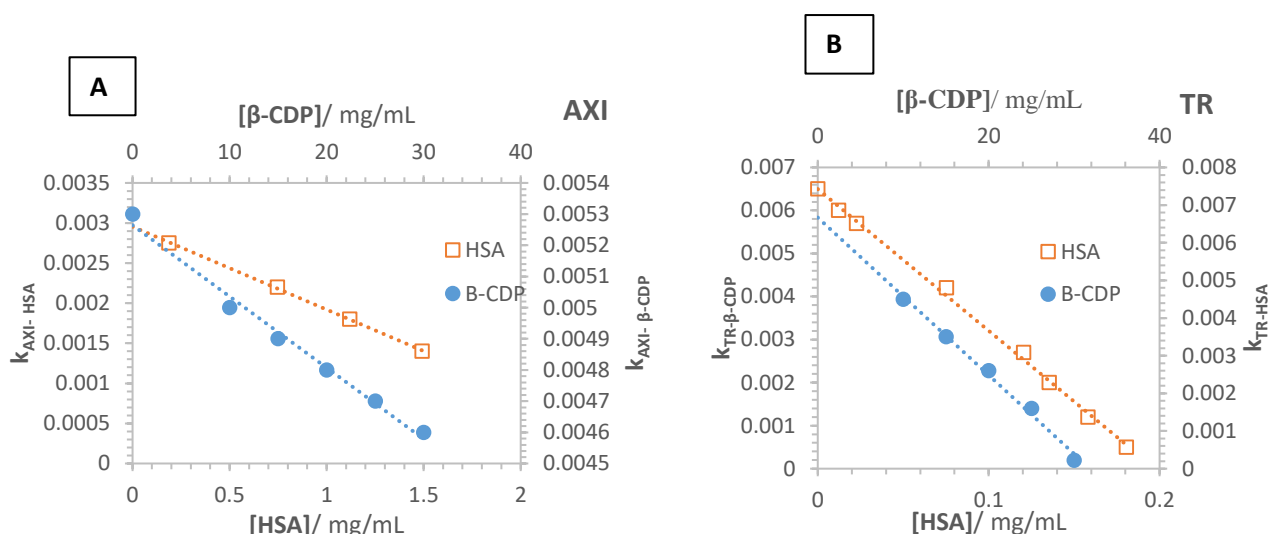 A
[β-CDP]/ mg/mL
AXI
0 10 20 30 40
0.0035 0.0054
0.003 0.0053
0.0025 0.0052
0.002 0.0051
0.0015 0.005
0.001 0.0049
0.0005 0.0048
0 0.0047
0.0046
0.0045
HSA
B-CDP
k AXI- HSA
k AXI- β-CDP
0 0.5 1 1.5 2
[HSA]/ mg/mL
B
[β-CDP]/ mg/mL
TR
0 20 40
0.007 0.008
0.006 0.007
0.005 0.006
0.004 0.005
0.003 0.004
0.002 0.003
0.001 0.002
0 0.001
0
HSA
B-CDP
k TR-β-CDP
k TR-HSA
0 0.1 0.2
[HSA]/ mg/mL